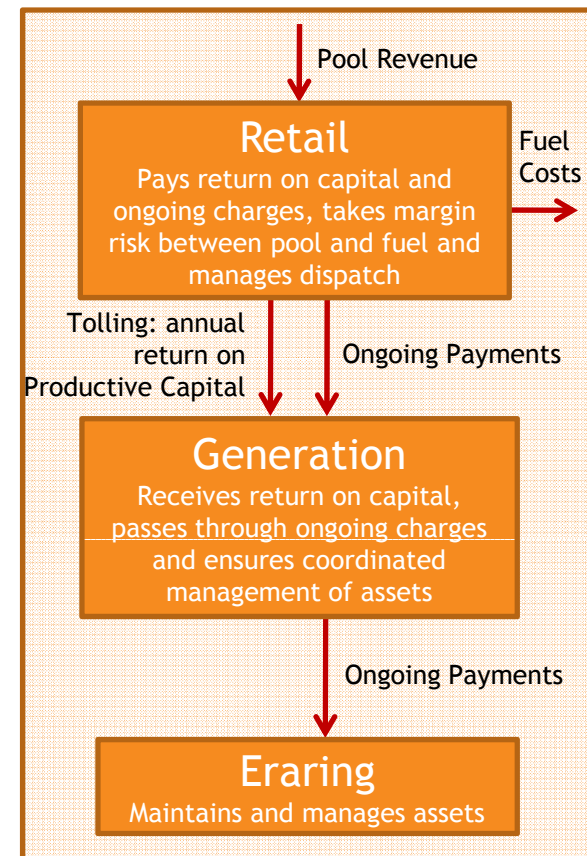 Pool Revenue
Retail
Pays return on capital and
ongoing charges, takes margin
risk between pool and fuel and
manages dispatch
Fuel
Costs
Tolling: annual
return on
Productive Capital
Ongoing Payments
Generation
Receives return on capital,
passes through ongoing charges
and ensures coordinated
management of assets
Ongoing Payments
Eraring
Maintains and manages assets